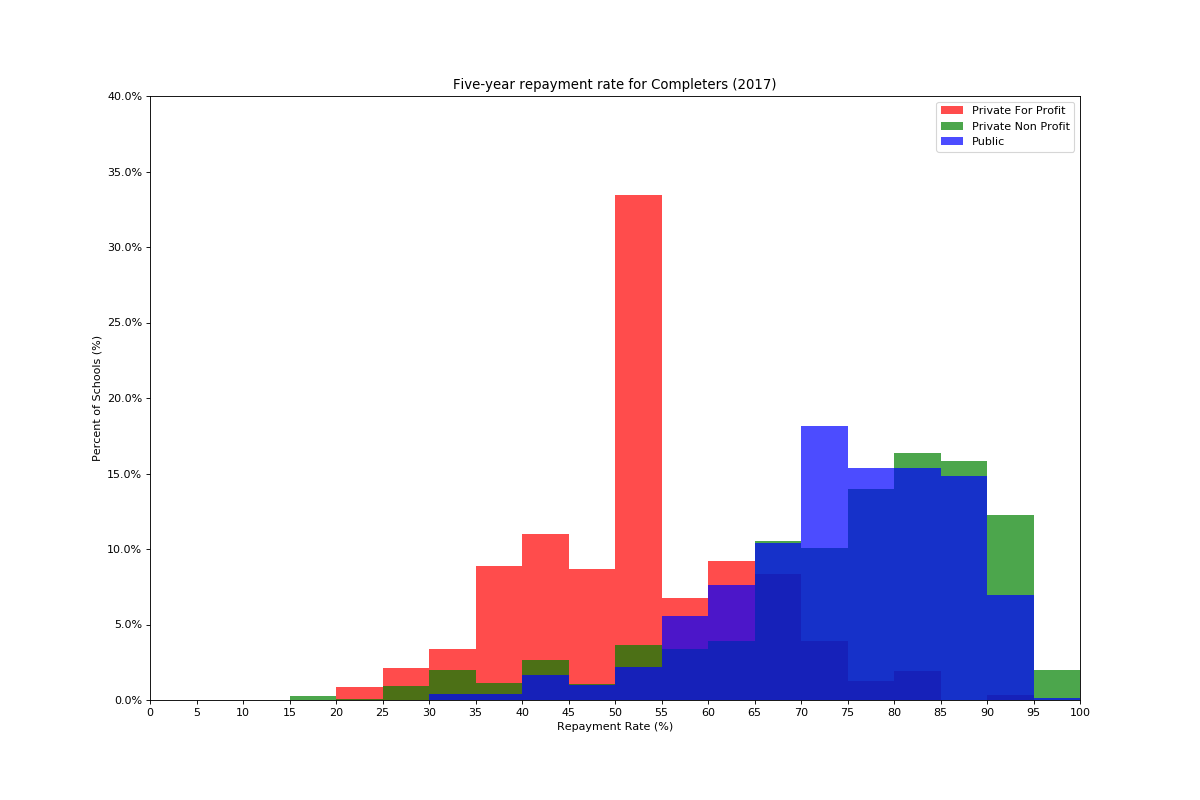 Five-year repayment rate for Completers (2017)
40.0%
35.0%
30.0%
25.0%
20.0%
15.0%
10.0%
5.0%
0.0%
Percent of Schools (%)
Private For Profit
Private Non Profit
Public
0 5 10 15 20 25 30 35 40 45 50 55 60 65 70 75 80 85 90 95 100
Repayment Rate (%)